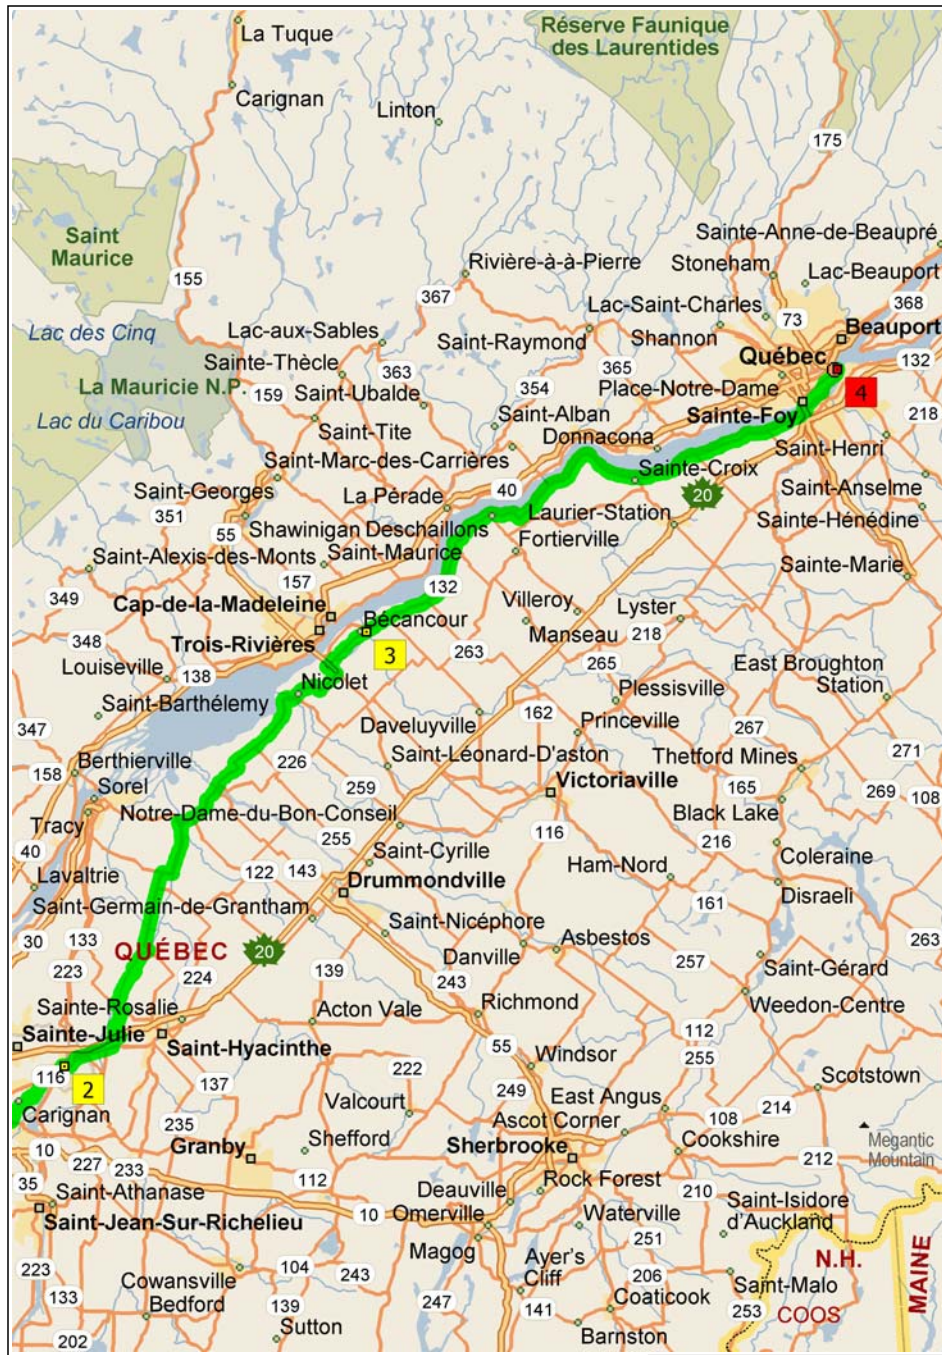 La Tuque
Réserve Faunique
des Laurentides
Carignan
Linton
175
Saint
Maurice
Sainte-Anne-de-Beaupré
Stoneham
Rivière-à-à-Pierre
Lac-Beauport
155
367
Lac-Saint-Charles
368
Lac des Cinq
Lac-aux-Sables
Saint-Raymond
Shannon
73
Beauport
Sainte-Thècle
363
365
Québec
132
La Mauricie N.P.
159
Saint-Ubalde
354
Place-Notre-Dame
4
Lac du Caribou
Saint-Tite
Saint-Alban
Sainte-Foy
218
Donnacona
Saint-Henri
Saint-Marc-des-Carrières
Sainte-Croix
Saint-Georges
La Pérade
40
20
Saint-Anselme
351
55
Shawinigan
Deschaillons
Laurier-Station
Sainte-Hénédine
Saint-Alexis-des-Monts
Saint-Maurice
Fortierville
Sainte-Marie
157
132
349
Cap-de-la-Madeleine
Villeroy
Lyster
Bécancour
348
Trois-Rivières
Manseau
218
3
263
Louiseville
138
265
East Broughton
Station
Nicolet
Plessisville
Saint-Barthélemy
162
347
Daveluyville
Princeville
267
Berthierville
226
Saint-Léonard-D'aston
Thetford Mines
271
158
Sorel
259
Victoriaville
165
269
108
Tracy
Notre-Dame-du-Bon-Conseil
Black Lake
255
116
216
40
Saint-Cyrille
Coleraine
Lavaltrie
122
143
Drummondville
Ham-Nord
Disraeli
Saint-Germain-de-Grantham
161
30
133
Saint-Nicéphore
263
QUÉBEC
20
Danville
Asbestos
223
224
139
257
Saint-Gérard
243
Sainte-Rosalie
Acton Vale
Richmond
Weedon-Centre
Sainte-Julie
Saint-Hyacinthe
112
55
255
Windsor
116
2
137
222
249
East Angus
Scotstown
Carignan
Valcourt
214
235
Ascot Corner
108
10
Granby
Shefford
Sherbrooke
Cookshire
Megantic
Mountain
227
233
112
212
35
Saint-Athanase
Deauville
Rock Forest
210
Saint-Isidore
d'Auckland
Saint-Jean-Sur-Richelieu
10
Omerville
Waterville
Magog
251
Ayer's
Cliff
N.H.
MAINE
223
Cowansville
104
243
206
Saint-Malo
133
Bedford
139
247
141
Coaticook
253
COOS
202
Sutton
Barnston